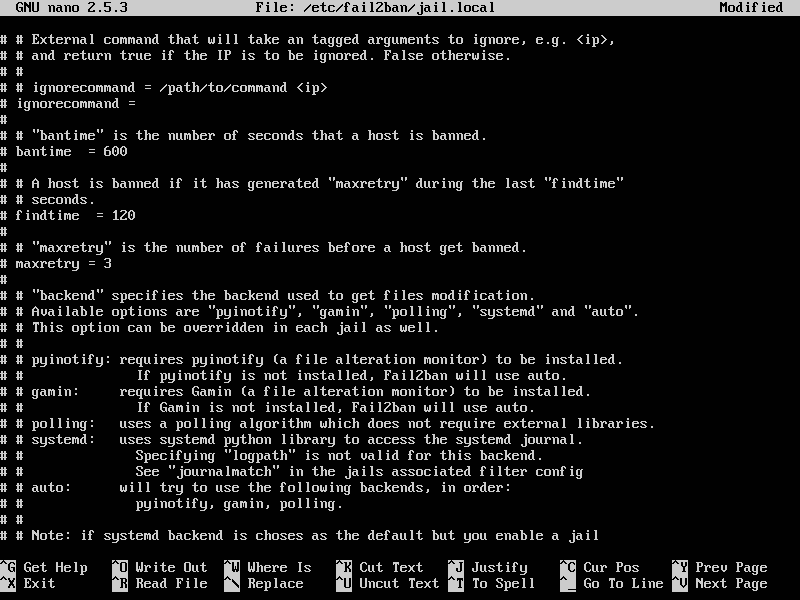 GNU nano 2.5.3 File: /etc/fail2ban/jail.local Modified
# # External command that will take an tagged arguments to ignore, e.g. <ip>,
# # and return true if the IP is to be ignored. False otherwise.
# #
# # ignorecommand = /path/to/command <ip>
# ignorecommand =
#
# # "bantime" is the number of seconds that a host is banned.
# bantime  = 600
#
# # A host is banned if it has generated "maxretry" during the last "findtime"
# # seconds.
# findtime  = 120
#
# # "maxretry" is the number of failures before a host get banned.
# maxretry = 3
#
# # "backend" specifies the backend used to get files modification.
# # Available options are "pyinotify", "gamin", "polling", "systemd" and "auto".
# # This option can be overridden in each jail as well.
# #
# # pyinotify: requires pyinotify (a file alteration monitor) to be installed.
# #              If pyinotify is not installed, Fail2ban will use auto.
# # gamin:     requires Gamin (a file alteration monitor) to be installed.
# #              If Gamin is not installed, Fail2ban will use auto.
# # polling:   uses a polling algorithm which does not require external libraries.
# # systemd:   uses systemd python library to access the systemd journal.
# #              Specifying "logpath" is not valid for this backend.
# #              See "journalmatch" in the jails associated filter config
# # auto:      will try to use the following backends, in order:
# #              pyinotify, gamin, polling.
# #
# # Note: if systemd backend is choses as the default but you enable a jail
^G Get Help ^O Write Out ^W Where Is ^K Cut Text ^J Justify ^C Cur Pos ^Y Prev Page
^X Exit ^R Read File ^\ Replace ^U Uncut Text ^T To Spell ^_ Go To Line ^V Next Page